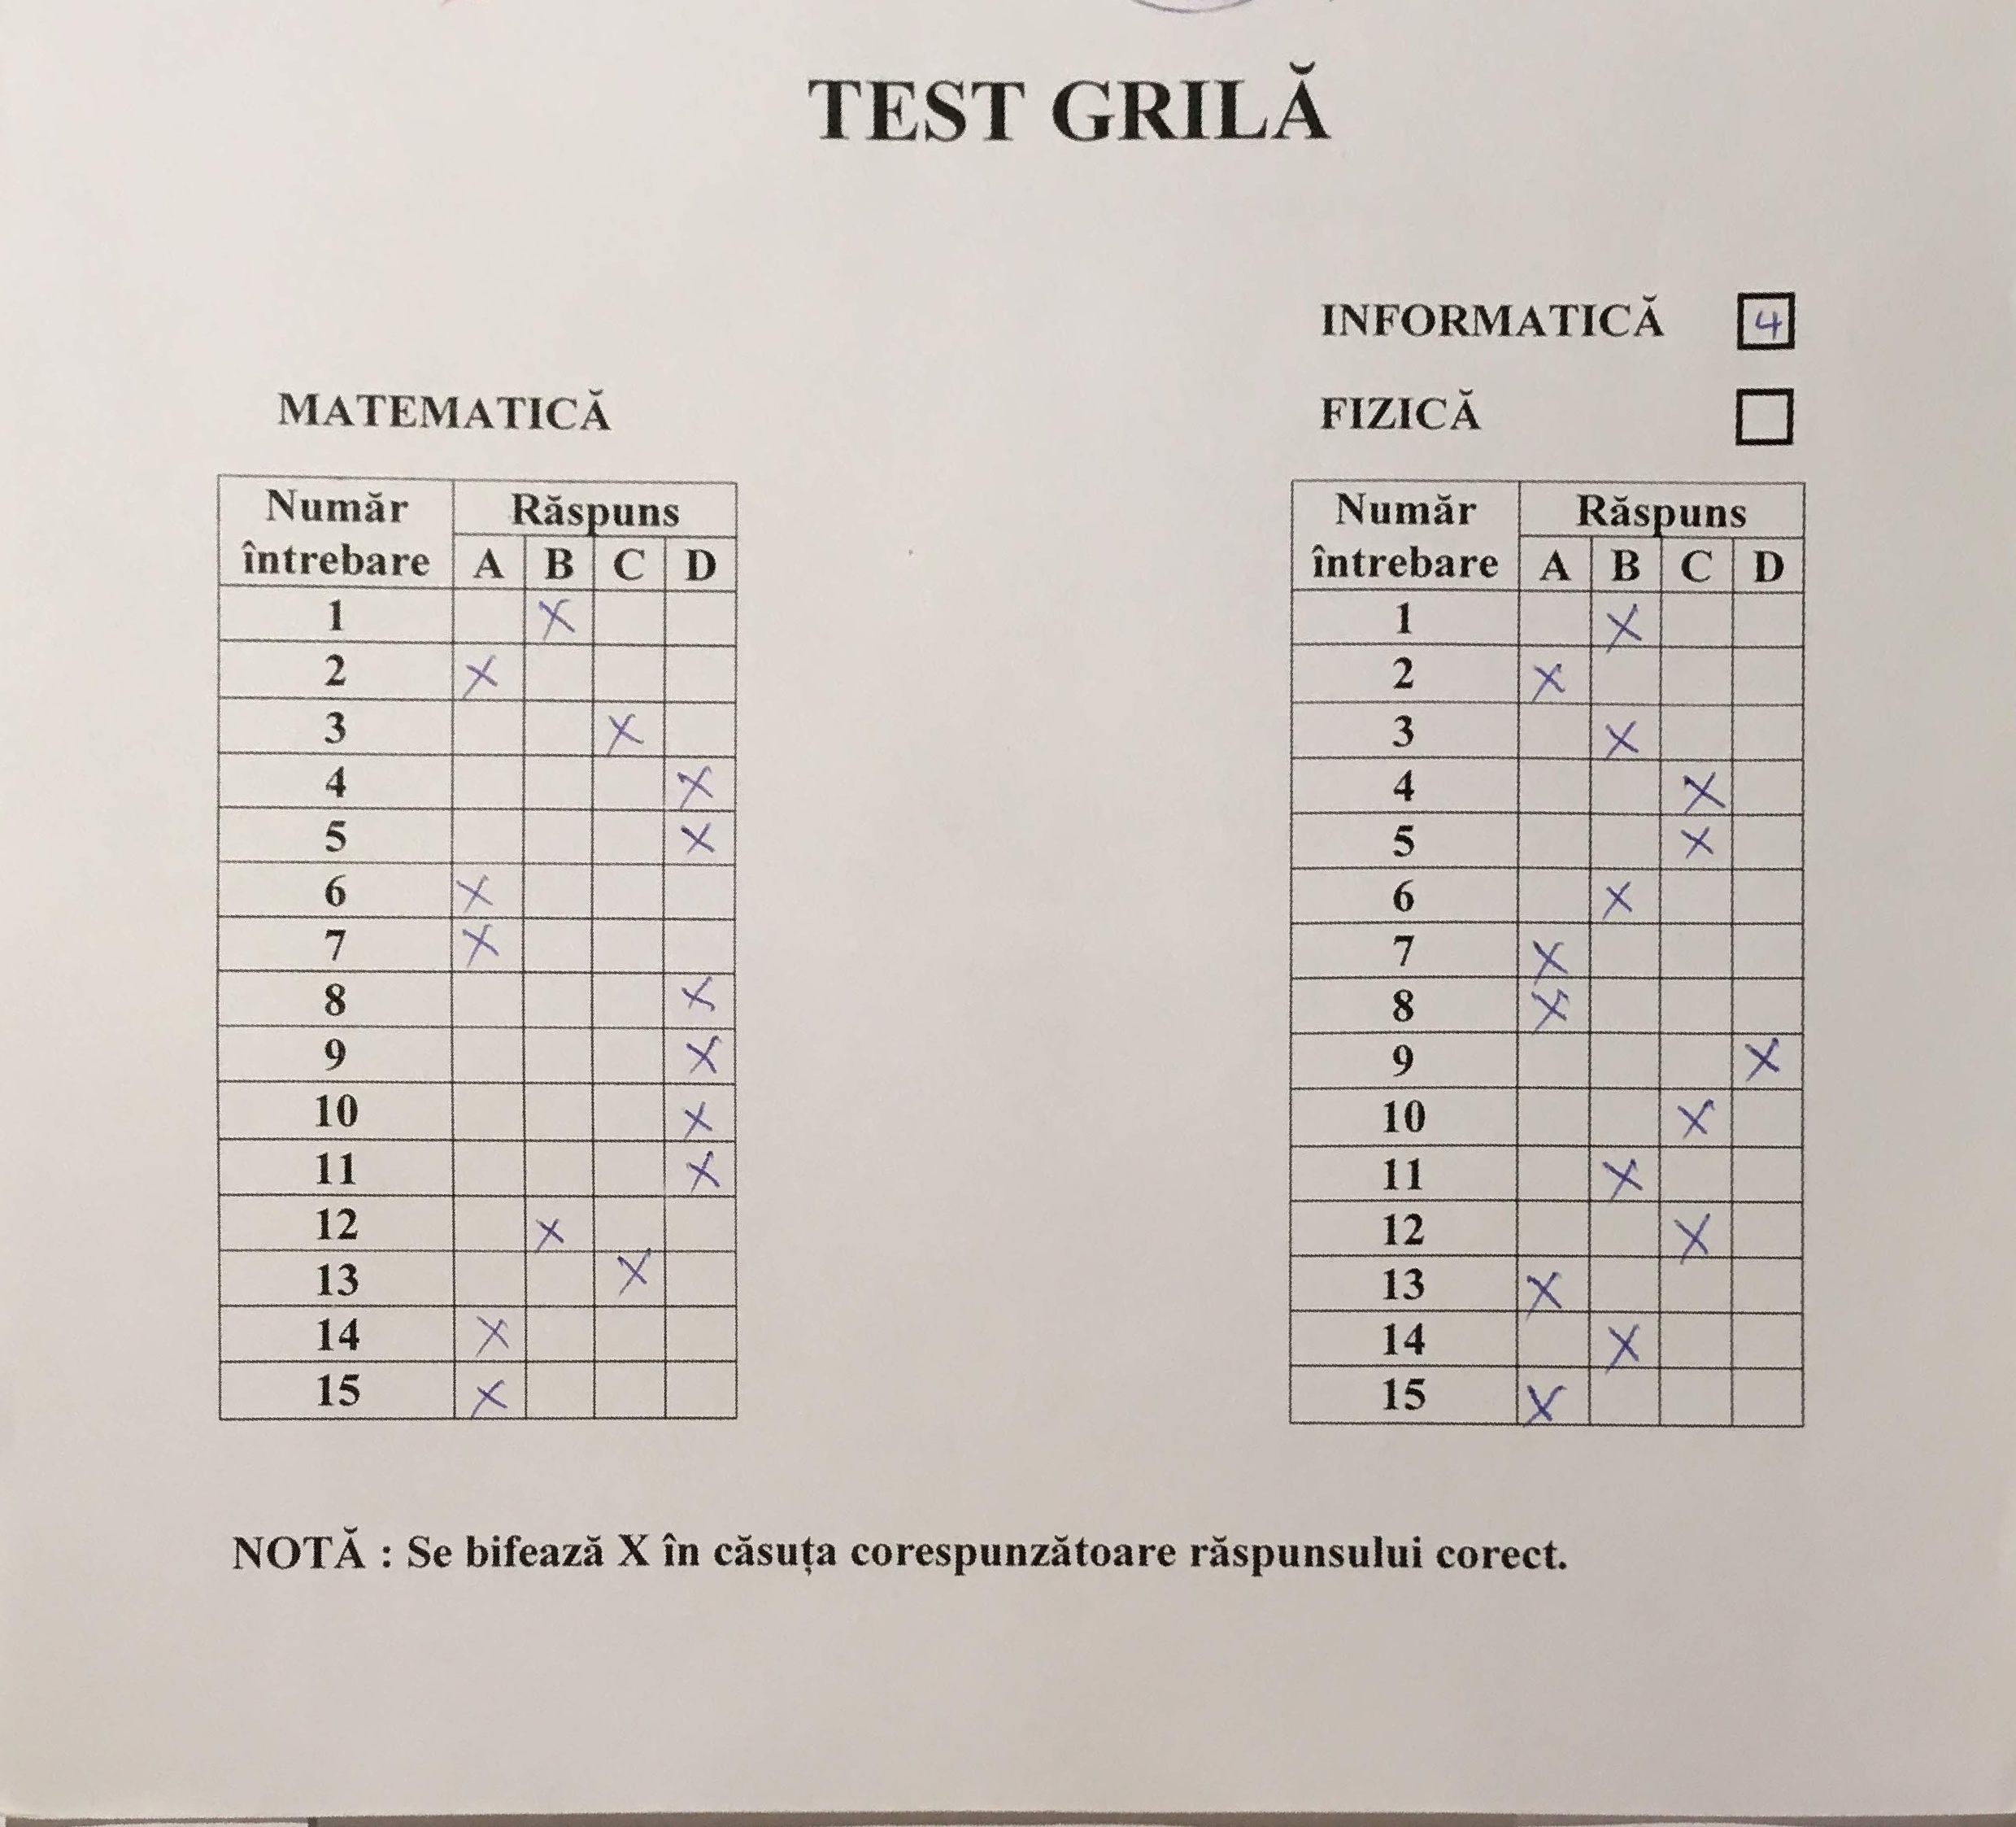 TEST GRILĂ
INFORMATICĂ 4
MATEMATICĂ
FIZICĂ
Număr întrebare Răspuns
A B C D
1 X
2 X
3 X
4 X
5 X
6 X
7 X
8 X
9 X
10 X
11 X
12 X
13 X
14 X
15 X
Număr întrebare Răspuns
A B C D
1 X
2 X
3 X
4 X
5 X
6 X
7 X
8 X
9 X
10 X
11 X
12 X
13 X
14 X
15 X
NOTĂ : Se bifează X în căsuța corespunzătoare răspunsului corect.